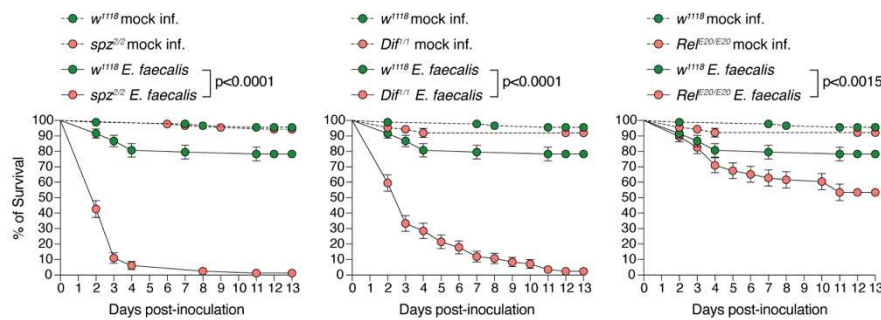 w1118 mock inf.
spz2/2 mock inf.
w1118 E. faecalis
spz2/2 E. faecalis
p<0.0001
w1118 mock inf.
Dif1/1 mock inf.
w1118 E. faecalis
Dif1/1 E. faecalis
p<0.0001
w1118 mock inf.
RelE20/E20 mock inf.
w1118 E. faecalis
RelE20/E20 E. faecalis
p<0.0015
% of Survival
100
90
80
70
60
50
40
30
20
10
0
0 1 2 3 4 5 6 7 8 9 10 11 12 13
Days post-inoculation
100
90
80
70
60
50
40
30
20
10
0
0 1 2 3 4 5 6 7 8 9 10 11 12 13
Days post-inoculation
100
90
80
70
60
50
40
30
20
10
0
0 1 2 3 4 5 6 7 8 9 10 11 12 13
Days post-inoculation